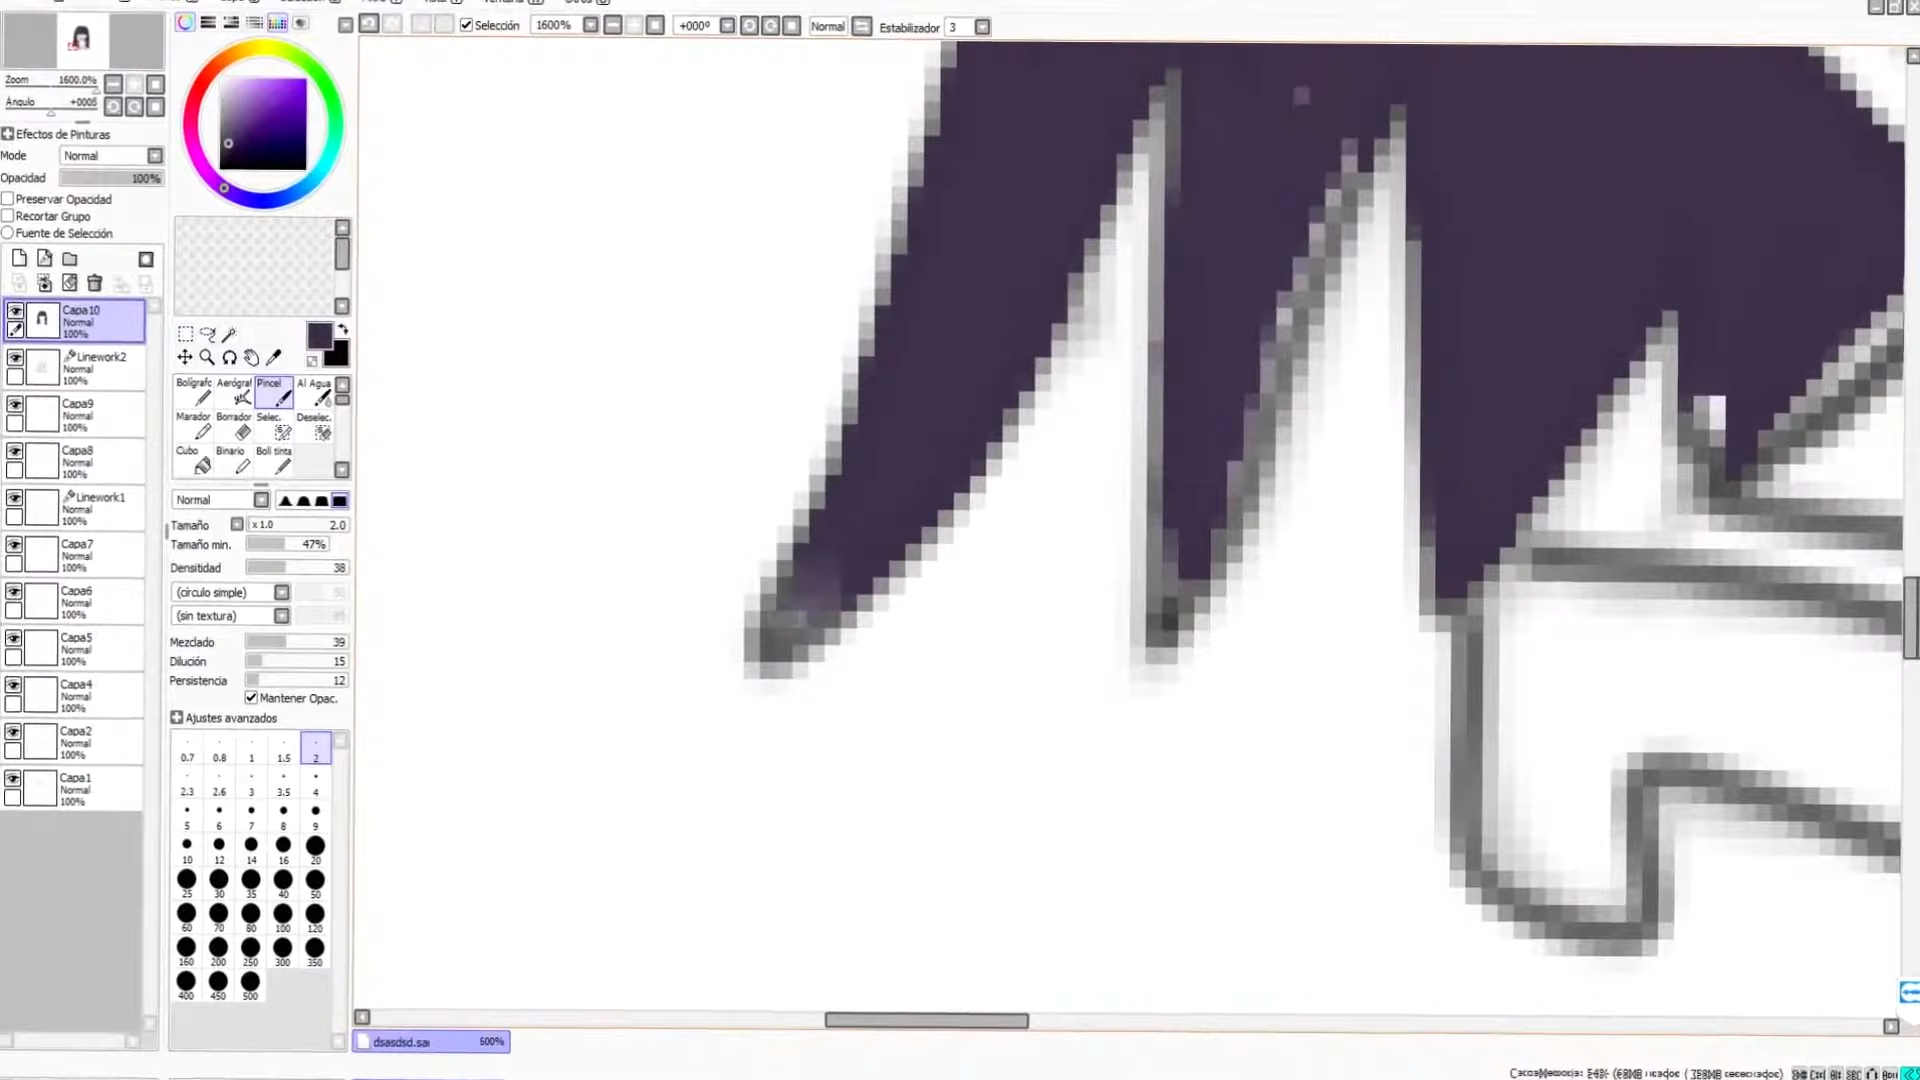 Selección 1600% +000º Normal Estabilizador 3
Zoom 1600.0%
Ángulo +000º
Efectos de Pinturas
Mode Normal
Opacidad 100%
Preservar Opacidad
Recortar Grupo
Fuente de Selección
Capa10
Normal
100%
Linework2
Normal
100%
Capa9
Normal
100%
Capa8
Normal
100%
Linework1
Normal
100%
Capa7
Normal
100%
Capa6
Normal
100%
Capa5
Normal
100%
Capa4
Normal
100%
Capa2
Normal
100%
Capa1
Normal
100%
Bolígrafo Aerógraf Pincel Al Agua
Marador Borrador Selec. Deselec.
Cubo Binario Boli tinta
Normal
Tamaño x 1.0 2.0
Tamaño min. 47%
Densitidad 38
(círculo simple)
(sin textura)
Mezclado 39
Dilución 15
Persistencia 12
Mantener Opac.
Ajustes avanzados
0.7 0.8 1 1.5 2
2.3 2.6 3 3.5 4
5 6 7 8 9
10 12 14 16 20
25 30 35 40 50
60 70 80 100 120
160 200 250 300 350
400 450 500
dsasdsd.sai 500%